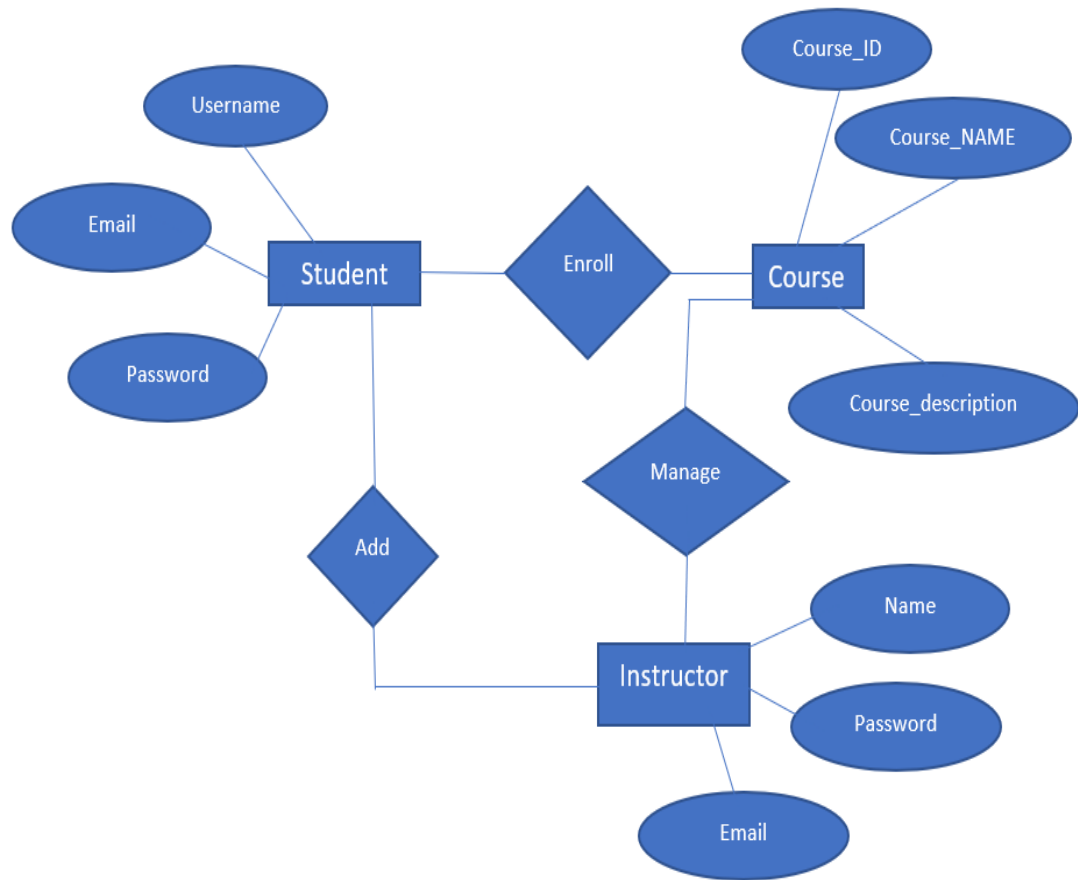 Course_ID
Username
Course_NAME
Email
Student
Enroll
Course
Password
Course_description
Manage
Add
Name
Instructor
Password
Email